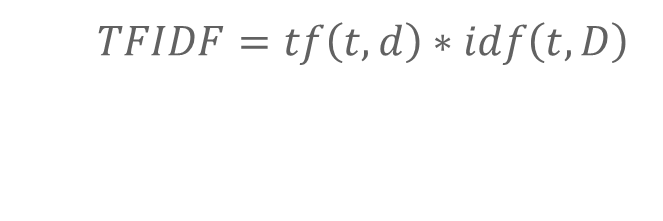 TFIDF = tf(t, d) * idf(t, D)